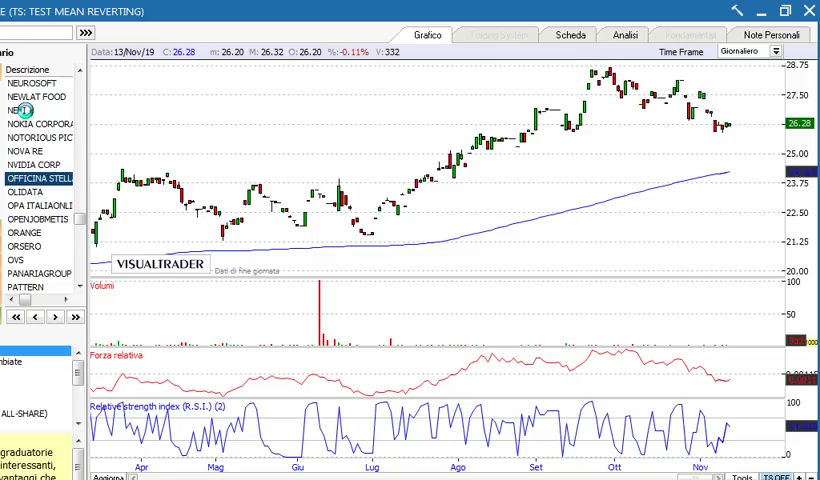 E (TS: TEST MEAN REVERTING)
Grafico
Trading System
Scheda
Analisi
Fondamentali
Note Personali
ario
Data: 13/Nov/19 C: 26.28 m: 26.20 M: 26.32 O: 26.20 %:-0.11% V: 332
Time Frame
Giornaliero
Descrizione
NEUROSOFT
NEWLAT FOOD
NOKIA CORPORA
NOTORIOUS PIC
NOVA RE
NVIDIA CORP
OFFICINA STELL
OLIDATA
OPA ITALIAONLI
OPENJOBMETIS
ORANGE
ORSERO
OVS
PANARIAGROUP
PATTERN
28.75
27.50
26.28
25.00
23.75
22.50
21.25
20.00
VISUALTRADER
Dati di fine giornata
Volumi
100
50
Forza relativa
Relative strength index (R.S.I.) (2)
100
0
Apr Mag Giu Lug Ago Set Ott Nov
Aggiorna
Tools
TS OFF
mbiate
ALL-SHARE)
graduatorie
interessanti,
vantaggi che